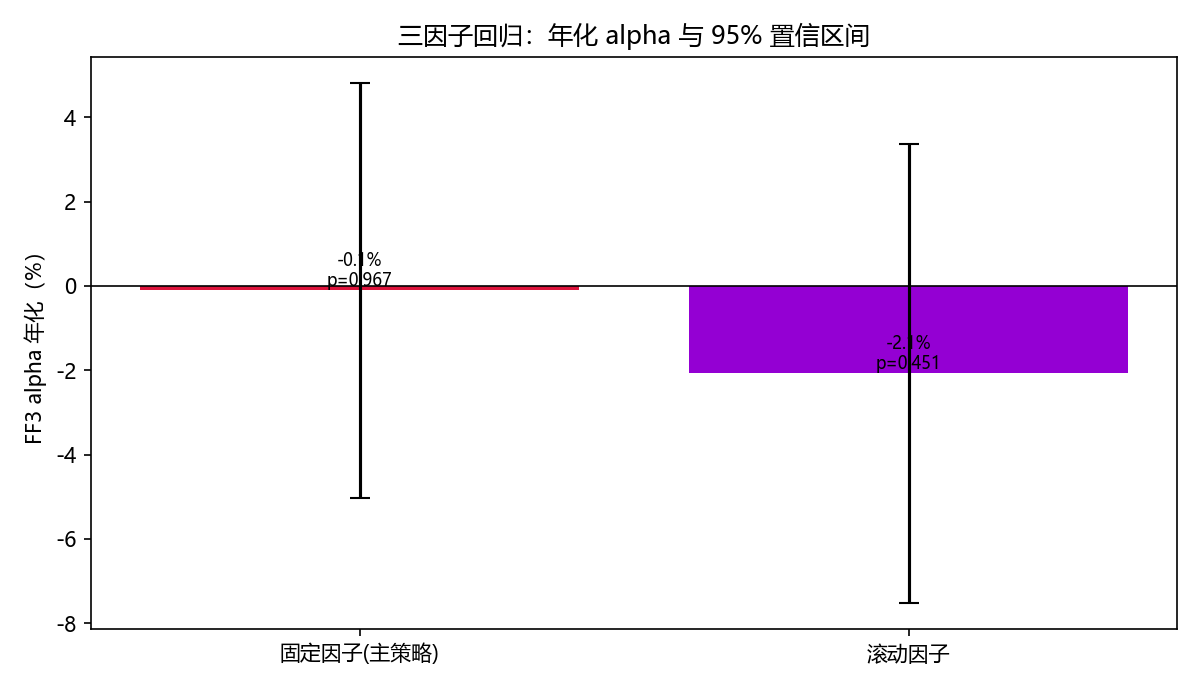 三因子回归：年化 alpha 与 95% 置信区间
FF3 alpha 年化（%）
4
2
0
-2
-4
-6
-8
-0.1%
p=0.967
-2.1%
p=0.451
固定因子(主策略)
滚动因子